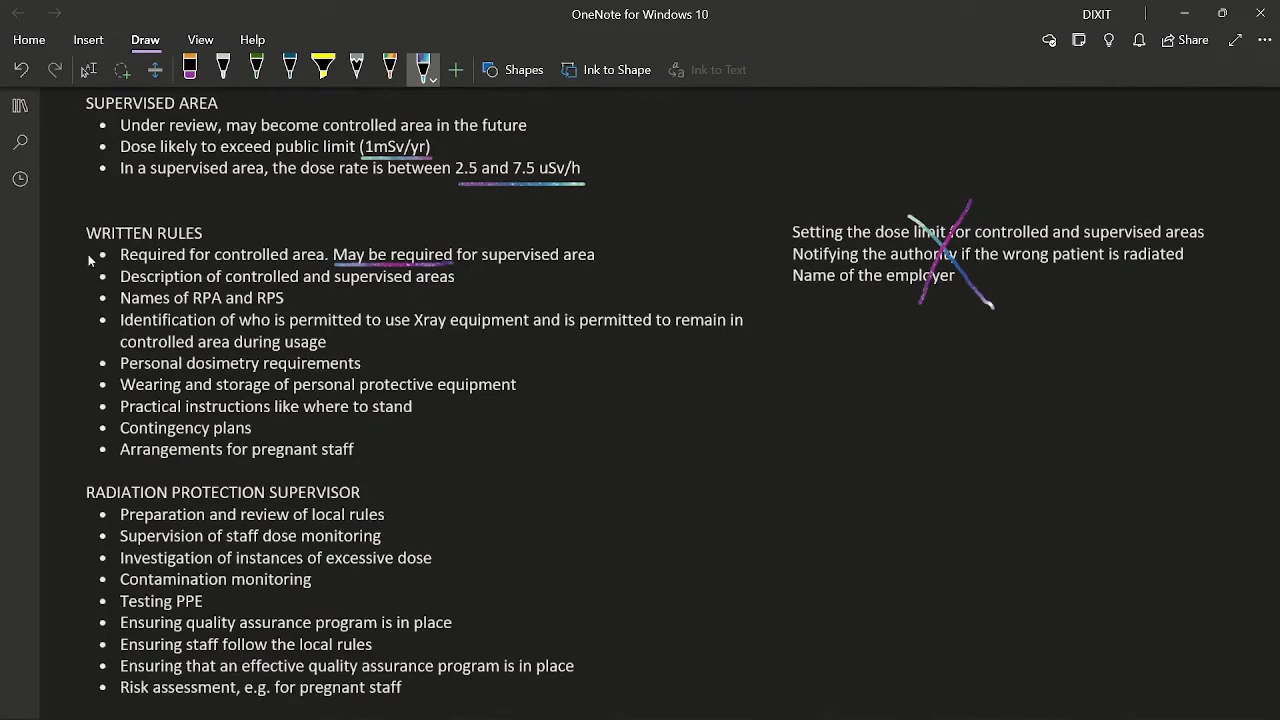 OneNote for Windows 10
DIXIT
Home Insert Draw View Help
Share
Shapes Ink to Shape Ink to Text
SUPERVISED AREA
• Under review, may become controlled area in the future
• Dose likely to exceed public limit (1mSv/yr)
• In a supervised area, the dose rate is between 2.5 and 7.5 uSv/h
WRITTEN RULES
• Required for controlled area. May be required for supervised area
• Description of controlled and supervised areas
• Names of RPA and RPS
• Identification of who is permitted to use Xray equipment and is permitted to remain in
controlled area during usage
• Personal dosimetry requirements
• Wearing and storage of personal protective equipment
• Practical instructions like where to stand
• Contingency plans
• Arrangements for pregnant staff
Setting the dose limit for controlled and supervised areas
Notifying the authority if the wrong patient is radiated
Name of the employer
RADIATION PROTECTION SUPERVISOR
• Preparation and review of local rules
• Supervision of staff dose monitoring
• Investigation of instances of excessive dose
• Contamination monitoring
• Testing PPE
• Ensuring quality assurance program is in place
• Ensuring staff follow the local rules
• Ensuring that an effective quality assurance program is in place
• Risk assessment, e.g. for pregnant staff